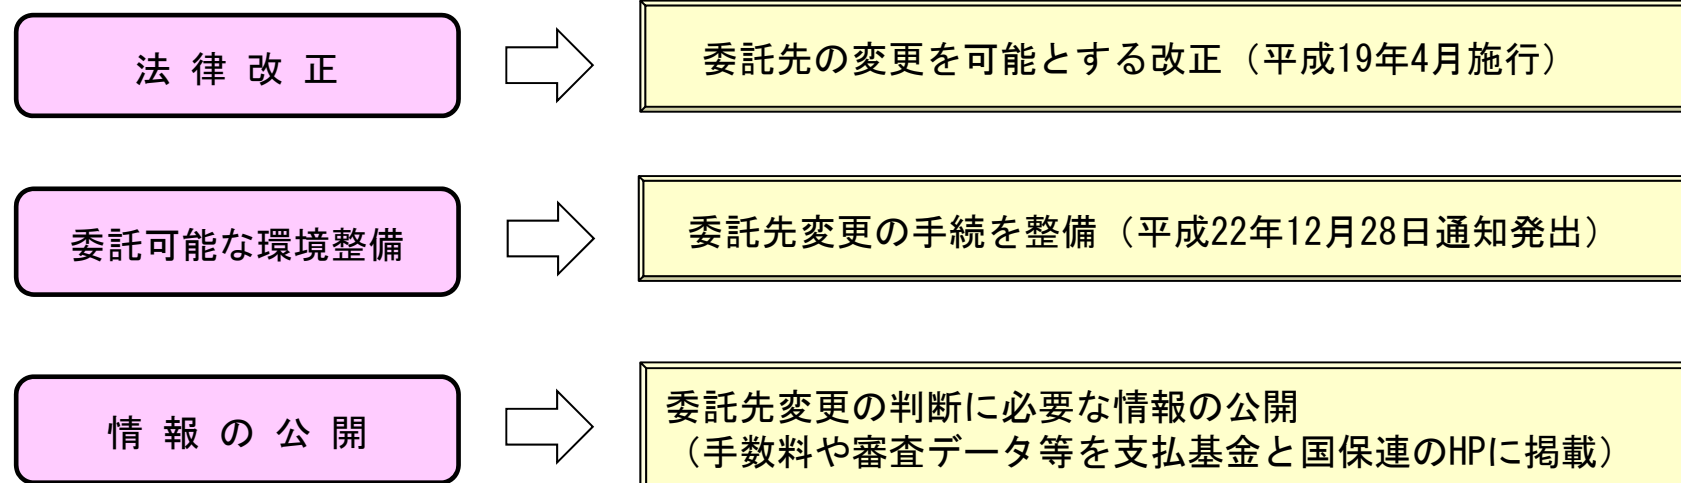 法律改正
委託先の変更を可能とする改正（平成19年4月施行）
委託可能な環境整備
委託先変更の手続を整備（平成22年12月28日通知発出）
情報の公開
委託先変更の判断に必要な情報の公開
（手数料や審査データ等を支払基金と国保連のHPに掲載）